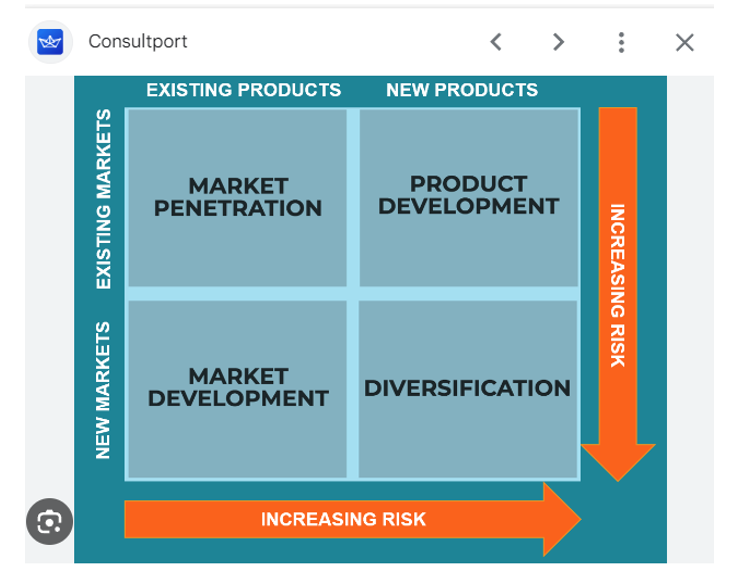 Consultport
EXISTING PRODUCTS
NEW PRODUCTS
EXISTING MARKETS
MARKET
PENETRATION
PRODUCT
DEVELOPMENT
INCREASING RISK
NEW MARKETS
MARKET
DEVELOPMENT
DIVERSIFICATION
INCREASING RISK